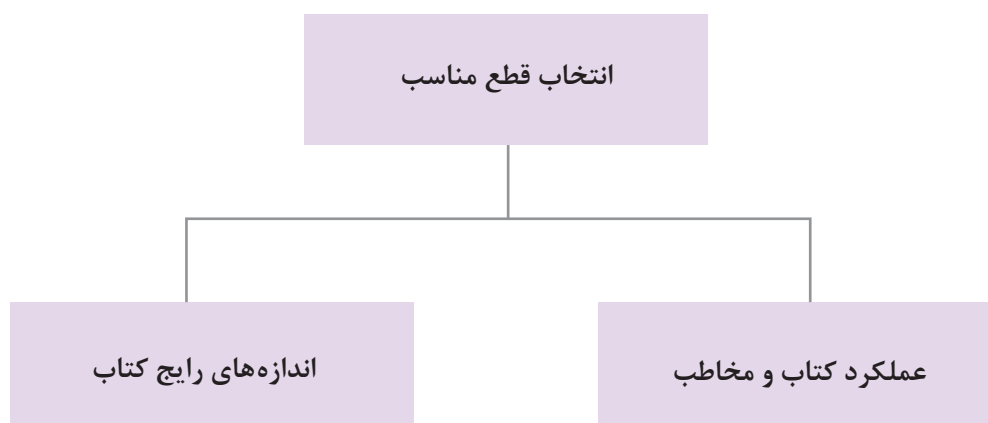 انتخاب قطع مناسب
عملکرد کتاب و مخاطب
اندازه‌های رایج کتاب